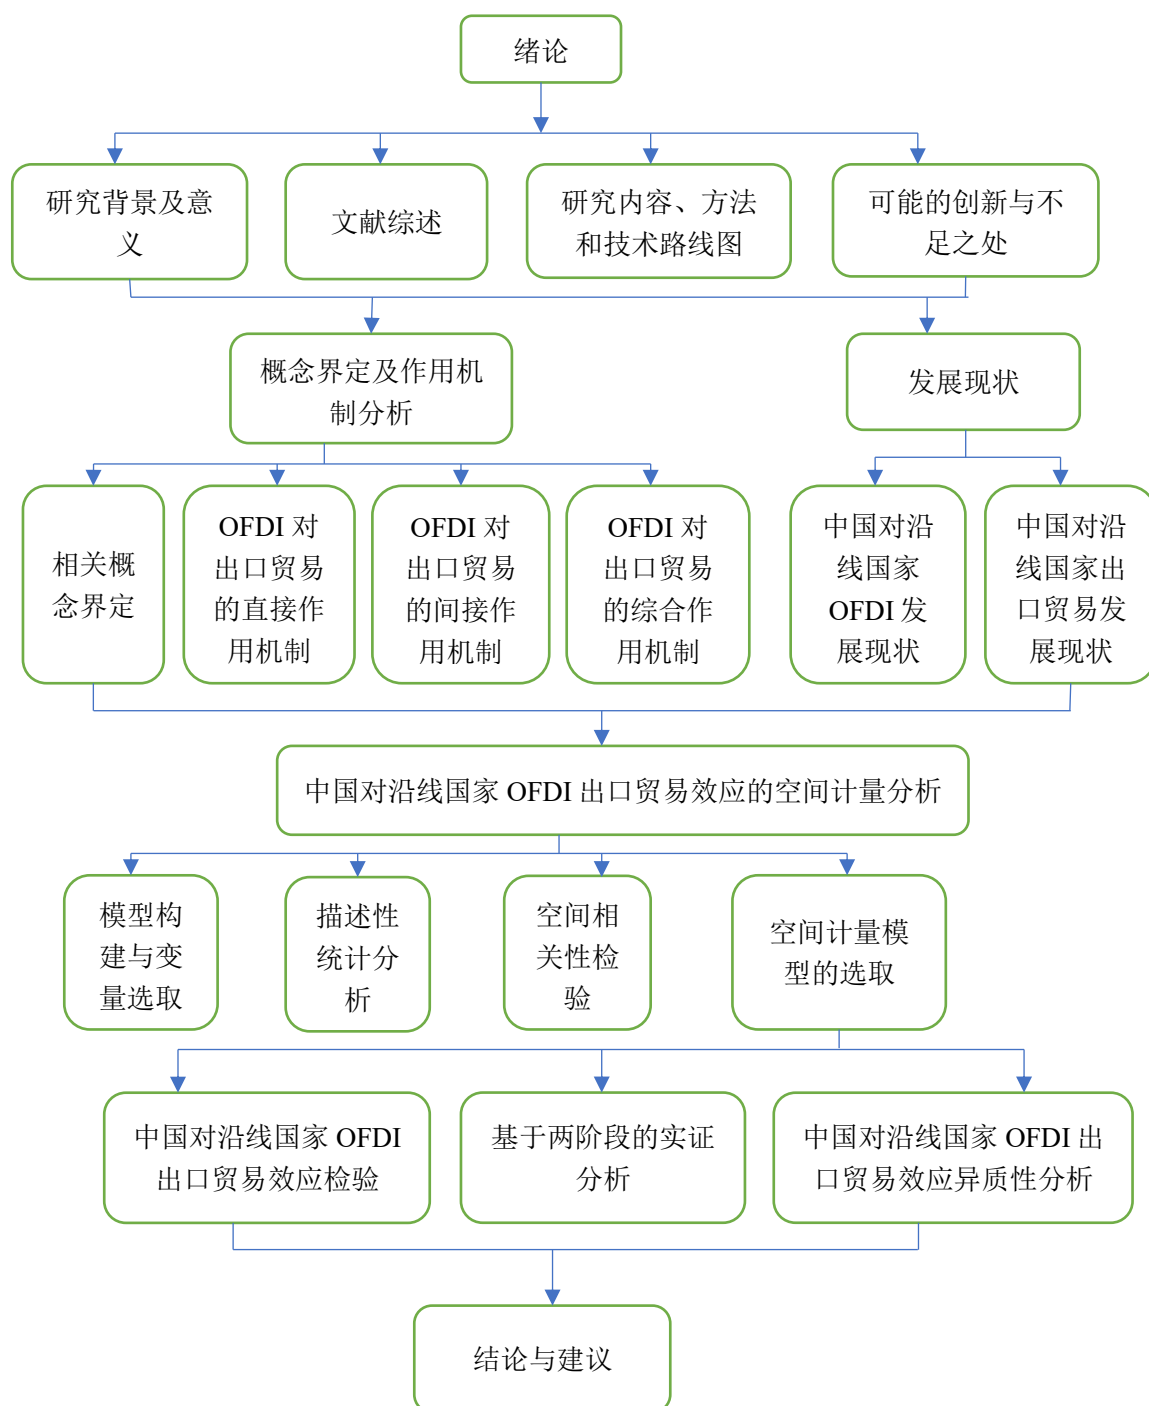 绪论
研究背景及意
义
文献综述
研究内容、方法
和技术路线图
可能的创新与不
足之处
概念界定及作用机
制分析
发展现状
相关概
念界定
OFDI 对
出口贸易
的直接作
用机制
OFDI 对
出口贸易
的间接作
用机制
OFDI 对
出口贸易
的综合作
用机制
中国对沿
线国家
OFDI 发
展现状
中国对沿
线国家出
口贸易发
展现状
中国对沿线国家 OFDI 出口贸易效应的空间计量分析
模型构
建与变
量选取
描述性
统计分
析
空间相
关性检
验
空间计量模
型的选取
中国对沿线国家 OFDI
出口贸易效应检验
基于两阶段的实证
分析
中国对沿线国家 OFDI 出
口贸易效应异质性分析
结论与建议